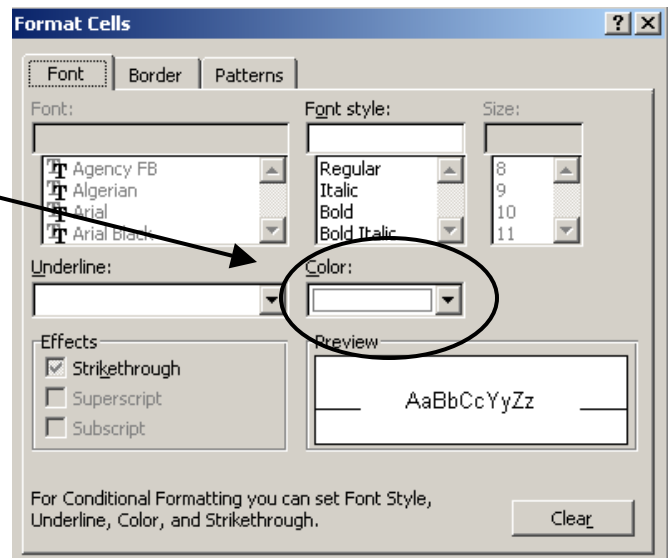 Format Cells
Font Border Patterns
Font: Font style: Size:
Agency FB Regular 8
Algerian Italic 9
Arial Bold 10
Arial Black Bold Italic 11
Underline: Color:
Effects Preview
Strikethrough
Superscript AaBbCcYyZz
Subscript
For Conditional Formatting you can set Font Style,
Underline, Color, and Strikethrough. Clear